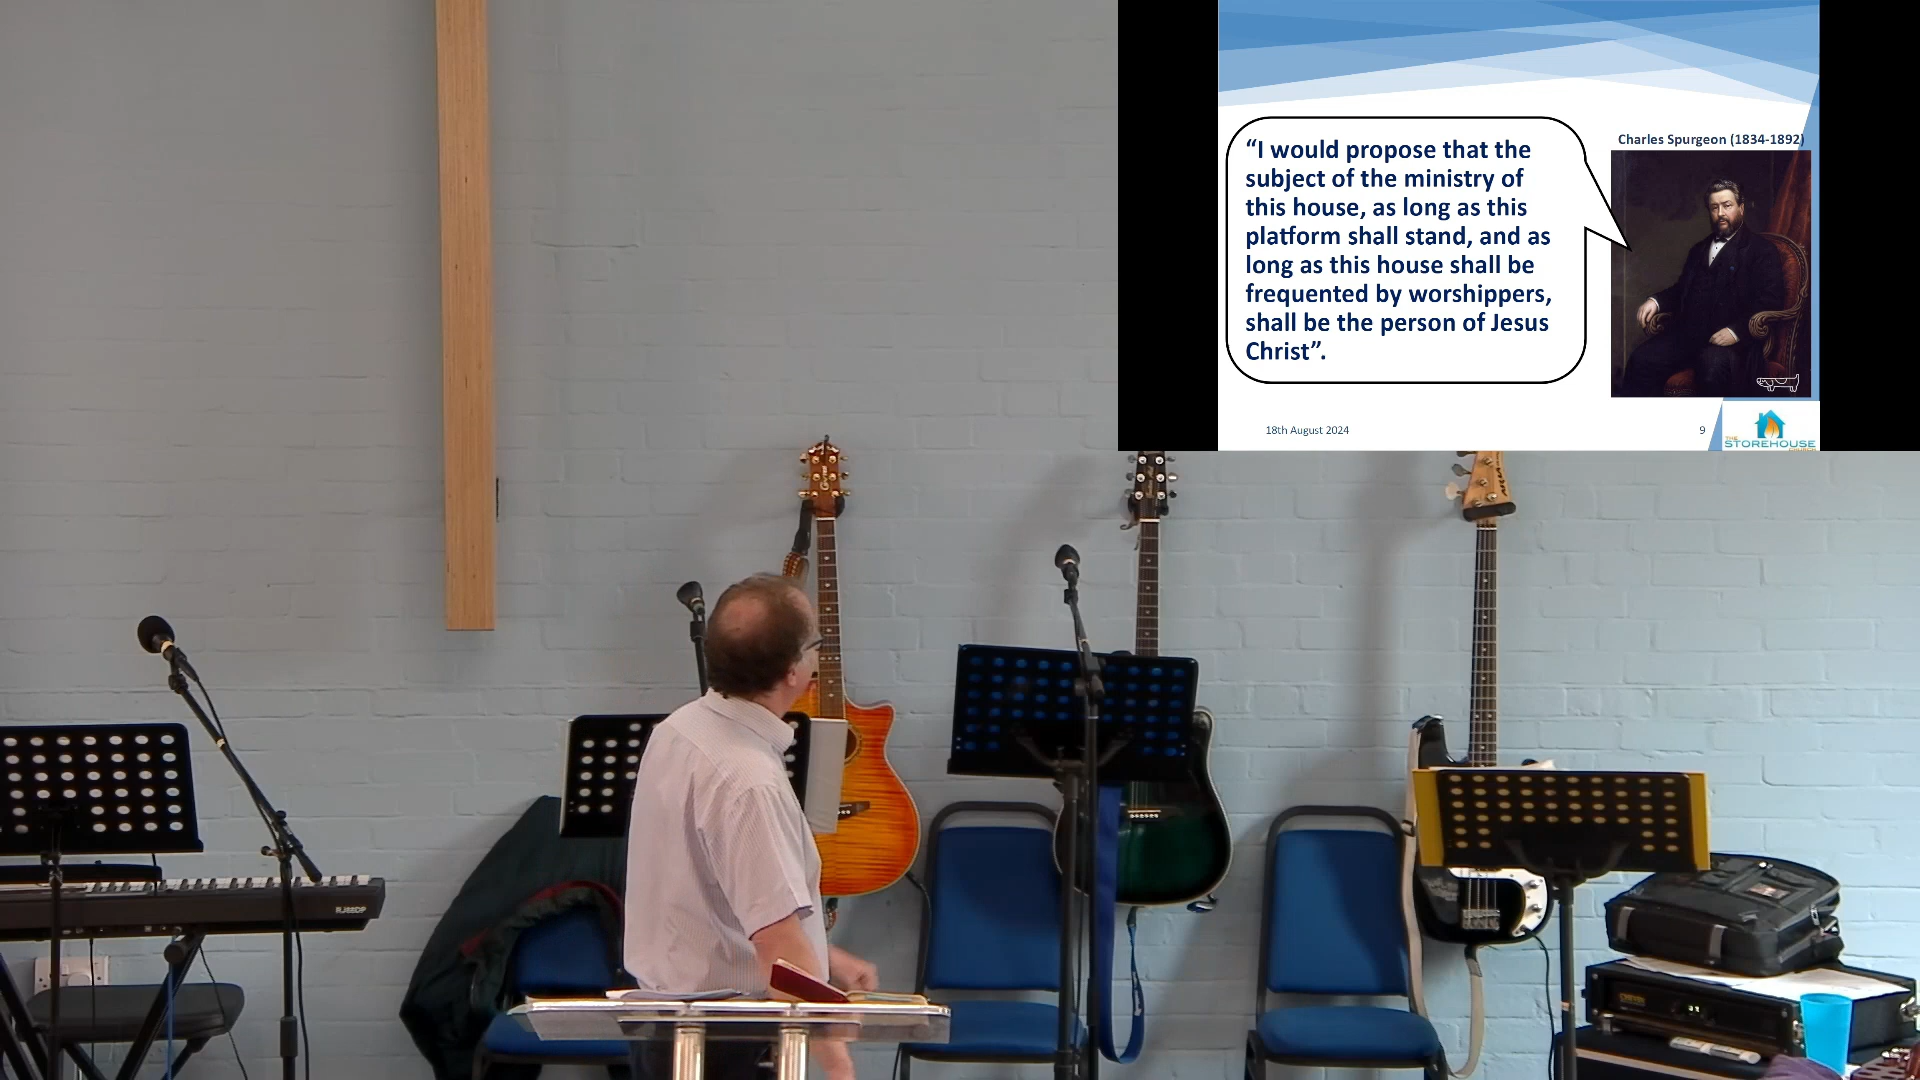 Charles Spurgeon (1834-1892)
“I would propose that the
subject of the ministry of
this house, as long as this
platform shall stand, and as
long as this house shall be
frequented by worshippers,
shall be the person of Jesus
Christ”.
18th August 2024
9
THE
STOREHOUSE
CHURCH
RJ88DP